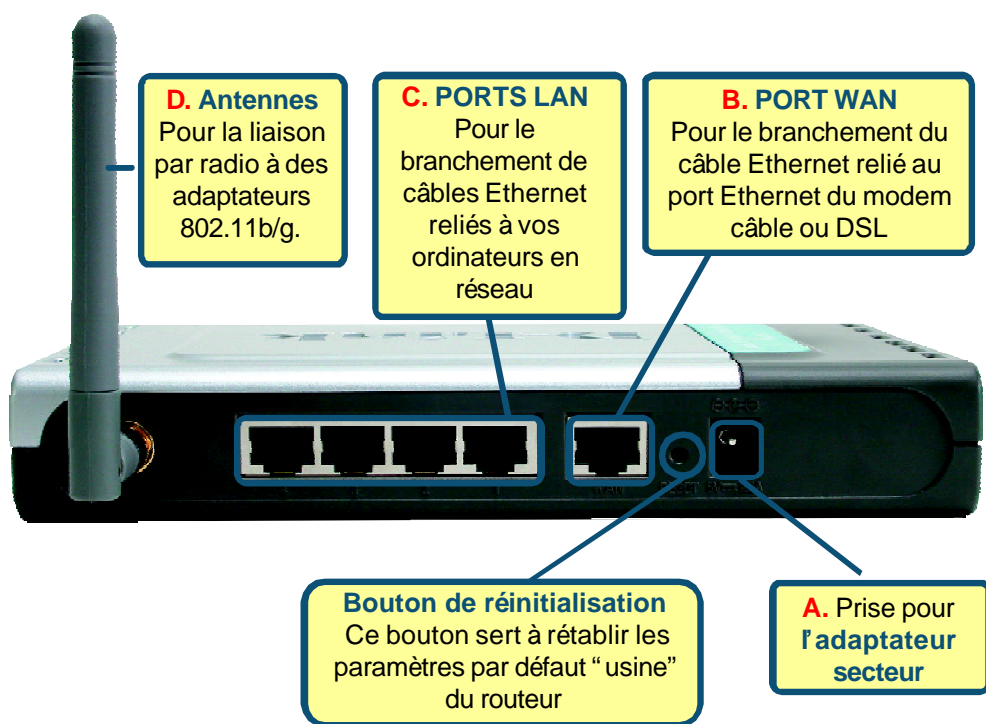 D. Antennes
Pour la liaison
par radio à des
adaptateurs
802.11b/g.
C. PORTS LAN
Pour le
branchement de
câbles Ethernet
reliés à vos
ordinateurs en
réseau
B. PORT WAN
Pour le branchement du
câble Ethernet relié au
port Ethernet du modem
câble ou DSL
D-Link
WAN
RESET
Bouton de réinitialisation
Ce bouton sert à rétablir les
paramètres par défaut “usine”
du routeur
A. Prise pour
l’adaptateur
secteur